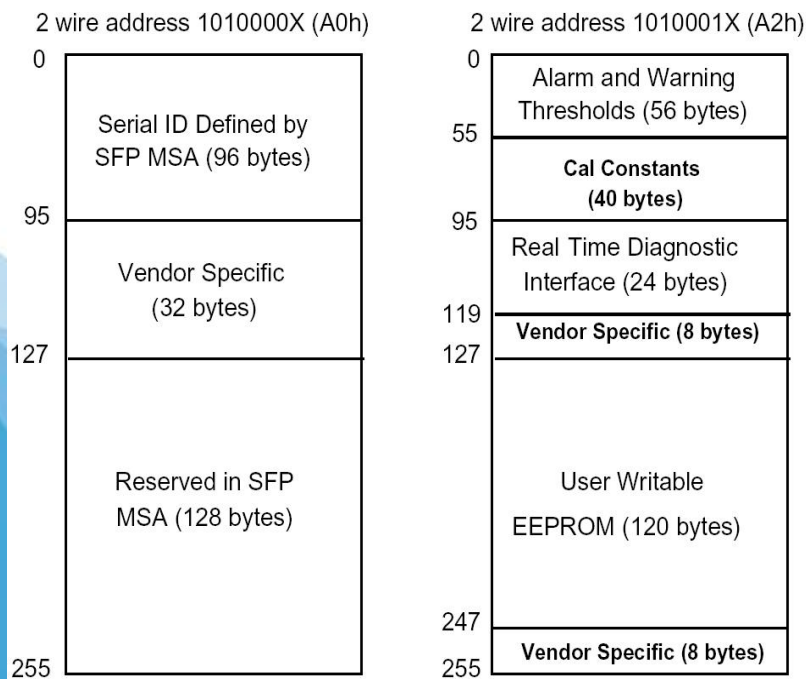 2 wire address 1010000X (A0h)
0
Serial ID Defined by
SFP MSA (96 bytes)
95
Vendor Specific
(32 bytes)
127
Reserved in SFP
MSA (128 bytes)
255
2 wire address 1010001X (A2h)
0
Alarm and Warning
Thresholds (56 bytes)
55
Cal Constants
(40 bytes)
95
Real Time Diagnostic
Interface (24 bytes)
119
Vendor Specific (8 bytes)
127
User Writable
EEPROM (120 bytes)
247
Vendor Specific (8 bytes)
255